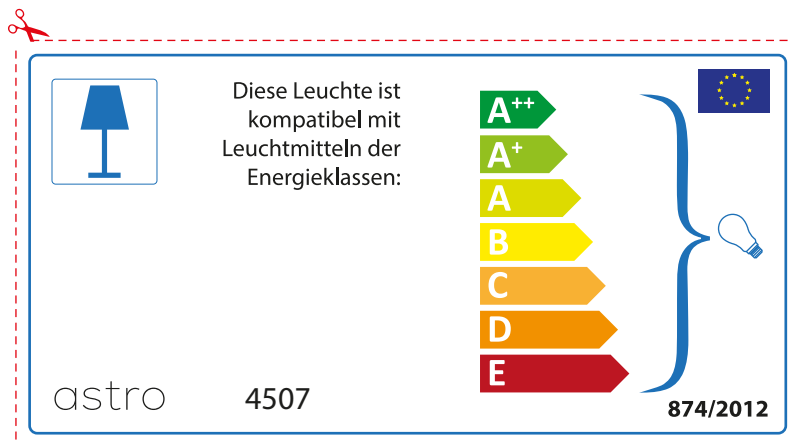 Diese Leuchte ist
kompatibel mit
Leuchtmitteln der
Energieklassen:
A++
A+
A
B
C
D
E
astro
4507
874/2012